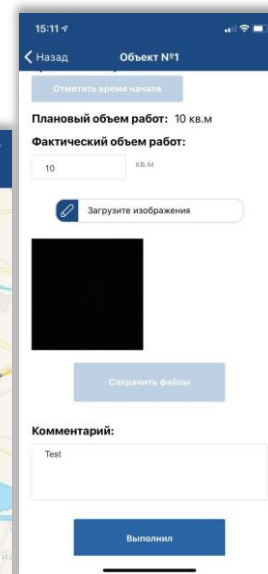 15:11
Назад
Объект №1
Отметить время начала
Плановый объем работ: 10 кв.м
Фактический объем работ:
10
кв.м
Загрузите изображения
Сохранить файлы
Комментарий:
Test
Выполнил